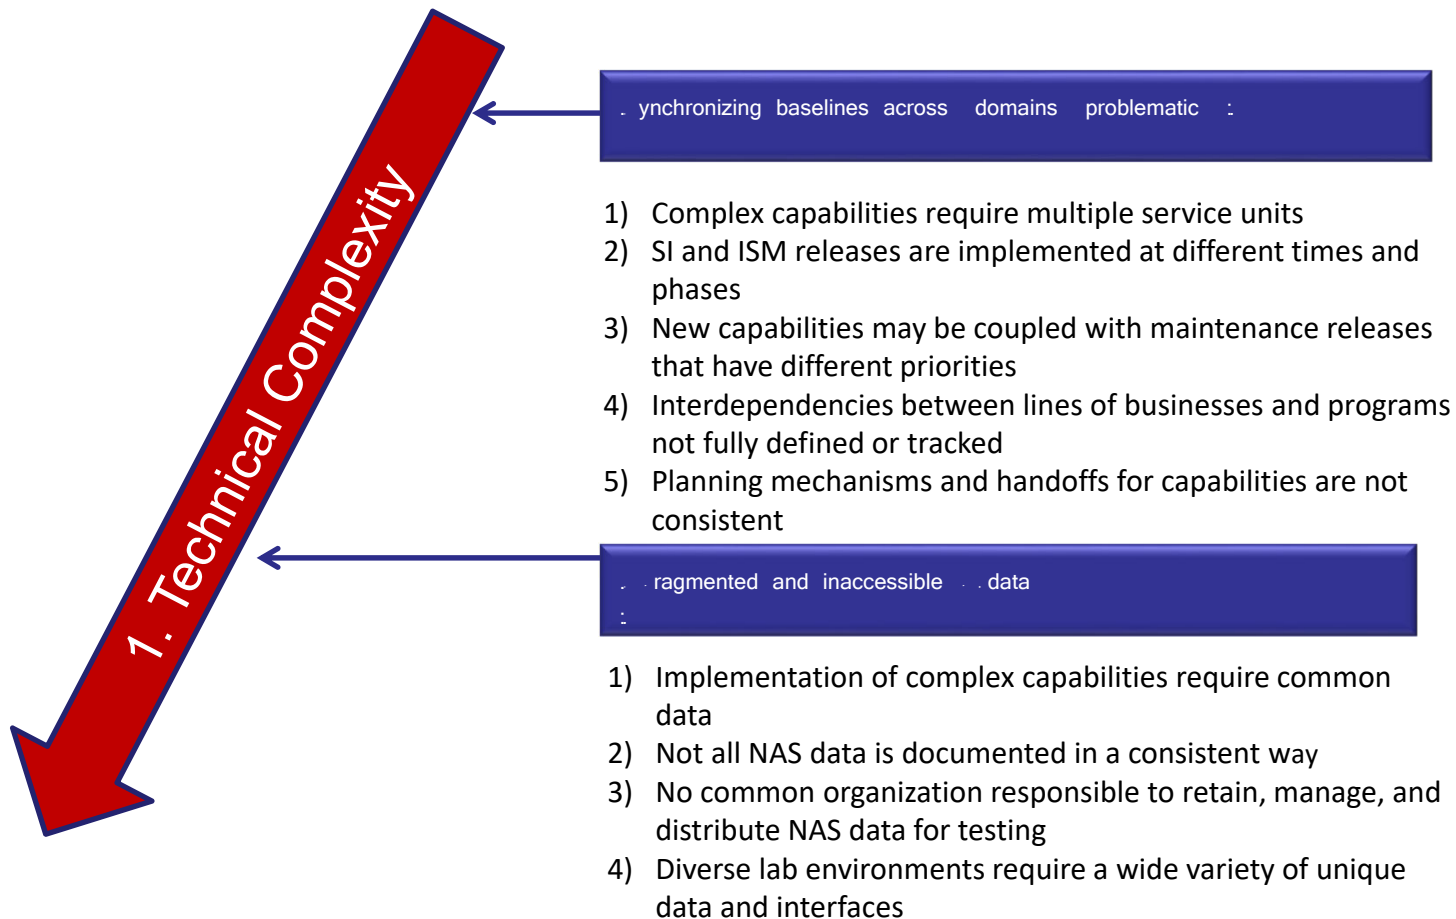 1. Technical Complexity
ynchronizing baselines across domains problematic :
1) Complex capabilities require multiple service units
2) SI and ISM releases are implemented at different times and
phases
3) New capabilities may be coupled with maintenance releases
that have different priorities
4) Interdependencies between lines of businesses and programs
not fully defined or tracked
5) Planning mechanisms and handoffs for capabilities are not
consistent
ragmented and inaccessible data
:
1) Implementation of complex capabilities require common
data
2) Not all NAS data is documented in a consistent way
3) No common organization responsible to retain, manage, and
distribute NAS data for testing
4) Diverse lab environments require a wide variety of unique
data and interfaces